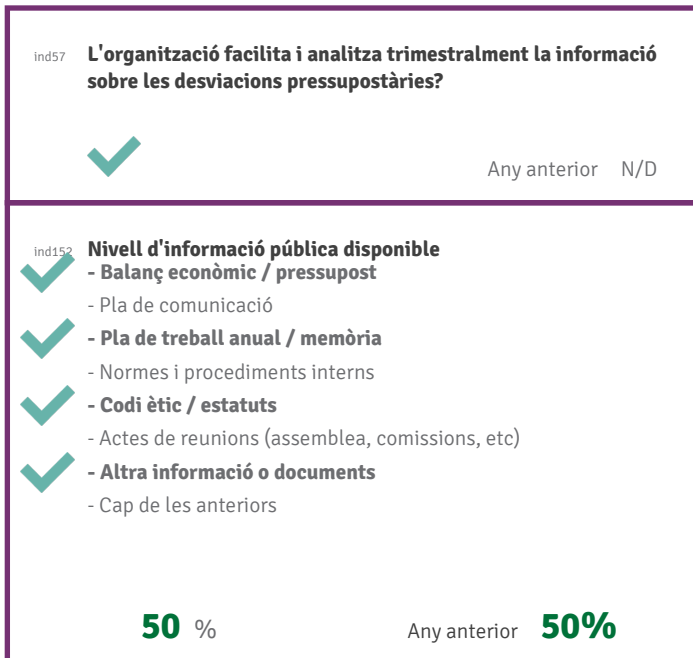 ind57 L'organització facilita i analitza trimestralment la informació
sobre les desviacions pressupostàries?
Any anterior N/D
ind152 Nivell d'informació pública disponible
- Balanç econòmic / pressupost
- Pla de comunicació
- Pla de treball anual / memòria
- Normes i procediments interns
- Codi ètic / estatuts
- Actes de reunions (assemblea, comissions, etc)
- Altra informació o documents
- Cap de les anteriors
50 % Any anterior 50%